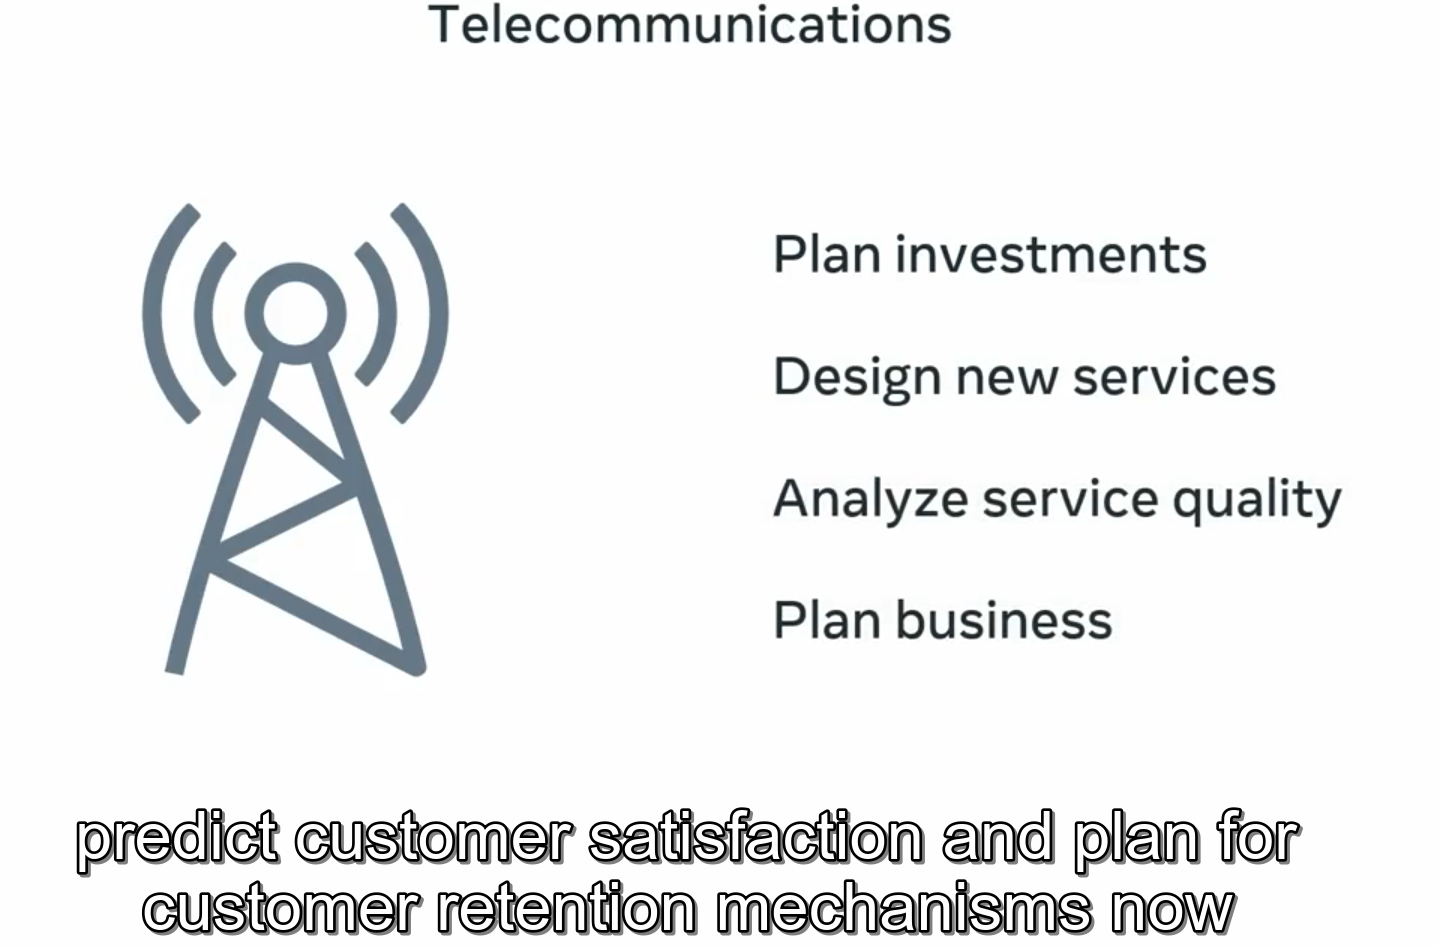 Telecommunications
Plan investments
Design new services
Analyze service quality
Plan business
predict customer satisfaction and plan for
customer retention mechanisms now